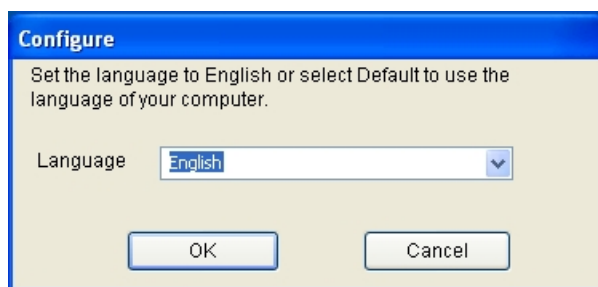 Configure
Set the language to English or select Default to use the
language of your computer.
Language English
OK Cancel